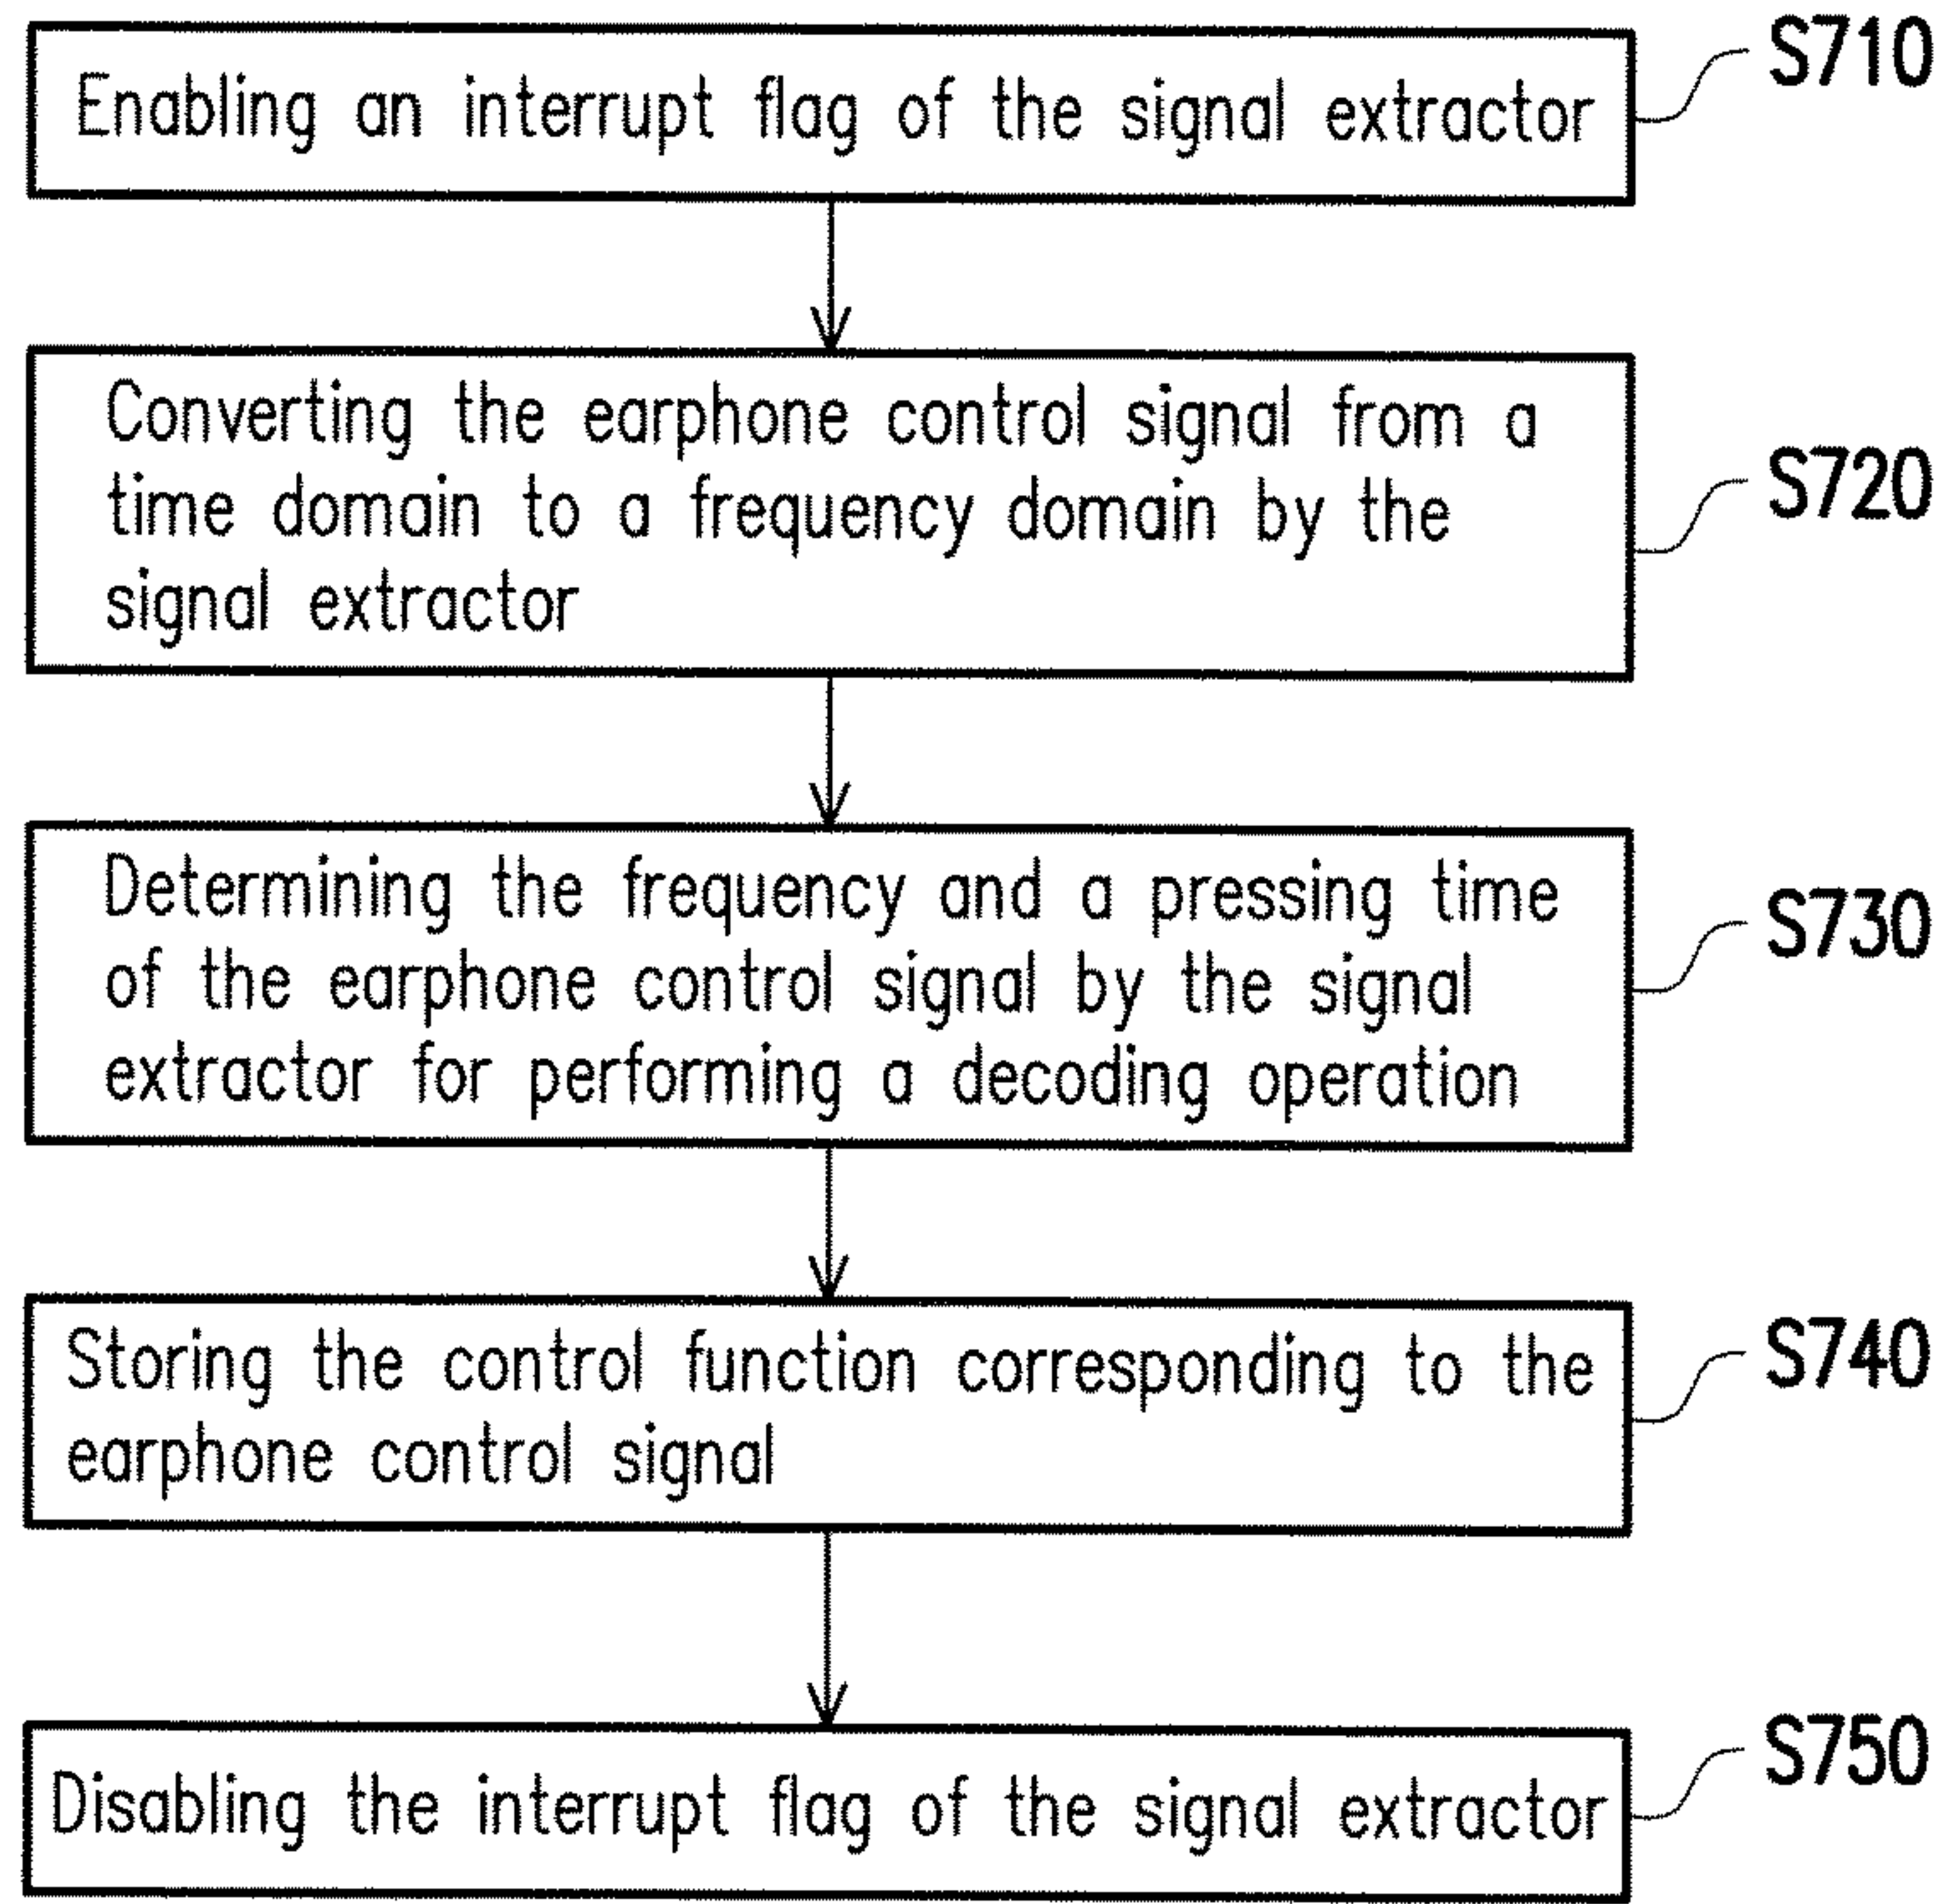 Enabling an interrupt flag of the signal extractor
S710
Converting the earphone control signal from a
time domain to a frequency domain by the
signal extractor
S720
Determining the frequency and a pressing time
of the earphone control signal by the signal
extractor for performing a decoding operation
S730
Storing the control function corresponding to the
earphone control signal
S740
Disabling the interrupt flag of the signal extractor
S750